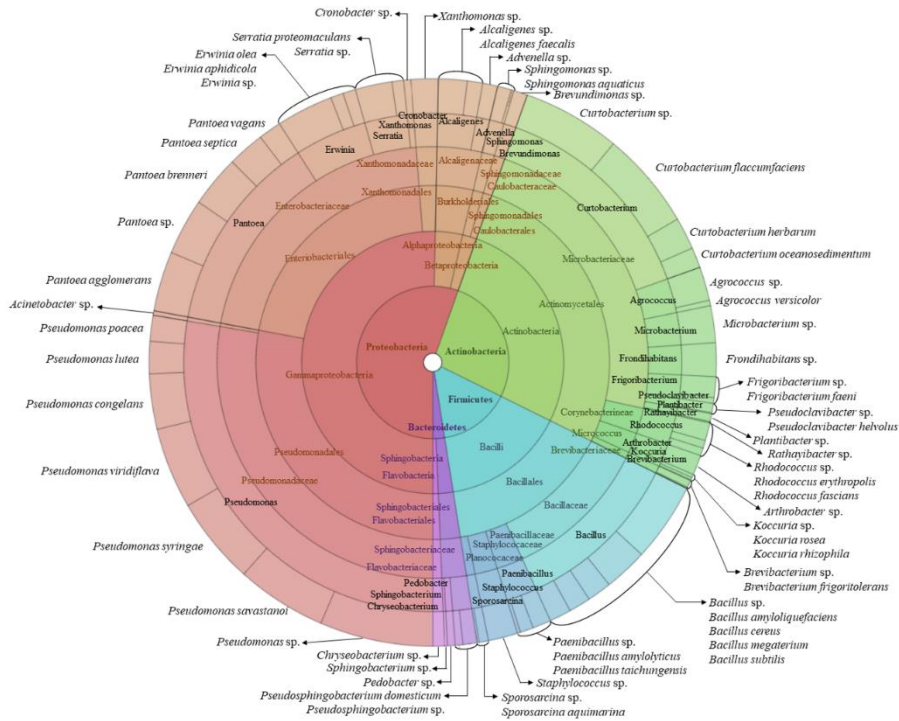 Cronobacter sp.
Xanthomonas sp.
Serratia proteomaculans
Serratia sp.
Alcaligenes sp.
Alcaligenes faecalis
Advenella sp.
Erwinia olea
Erwinia aphidicola
Erwinia sp.
Sphingomonas sp.
Sphingomonas aquaticus
Brevundimonas sp.
Pantoea vagans
Pantoea septica
Pantoea brenneri
Pantoea sp.
Pantoea agglomerans
Acinetobacter sp.
Pseudomonas poacea
Pseudomonas lutea
Pseudomonas congelans
Pseudomonas viridiflava
Pseudomonas syringae
Pseudomonas savastanoi
Pseudomonas sp.
Chryseobacterium sp.
Sphingobacterium sp.
Pedobacter sp.
Pseudosphingobacterium domesticum
Pseudosphingobacterium sp.
Curtobacterium sp.
Curtobacterium flaccumfaciens
Curtobacterium herbarum
Curtobacterium oceanosedimentum
Agrococcus sp.
Agrococcus versicolor
Microbacterium sp.
Frondihabitans sp.
Frigoribacterium sp.
Frigoribacterium faeni
Pseudoclavibacter sp.
Pseudoclavibacter helvolus
Plantibacter sp.
Rathayibacter sp.
Rhodococcus sp.
Rhodococcus erythropolis
Rhodococcus fascians
Arthrobacter sp.
Koccuria sp.
Koccuria rosea
Koccuria rhizophila
Brevibacterium sp.
Brevibacterium frigoritolerans
Bacillus sp.
Bacillus amyloliquefaciens
Bacillus cereus
Bacillus megaterium
Bacillus subtilis
Paenibacillus sp.
Paenibacillus amylolyticus
Paenibacillus taichungensis
Staphylococcus sp.
Sporosarcina sp.
Sporosarcina aquimarina
Cronobacter
Xanthomonas
Serratia
Erwinia
Pantoea
Alcaligenes
Advenella
Sphingomonas
Brevundimonas
Xanthomonadaceae
Alcaligenaceae
Sphingomonadaceae
Caulobacteraceae
Xanthomonadales
Enterobacteriaceae
Burkholderiales
Sphingomonadales
Caulobacterales
Enteriobacteriales
Alphaproteobacteria
Betaproteobacteria
Curtobacterium
Microbacteriaceae
Actinomycetales
Actinobacteria
Agrococcus
Microbacterium
Frondihabitans
Frigoribacterium
Pseudoclavibacter
Plantibacter
Rathayibacter
Rhodococcus
Corynebacterineae
Micrococcus
Arthrobacter
Koccuria
Brevibacterium
Brevibacteriaceae
Proteobacteria
Actinobacteria
Firmicutes
Bacteroidetes
Gammaproteobacteria
Pseudomonadales
Pseudomonadaceae
Pseudomonas
Sphingobacteria
Flavobacteria
Sphingobacteriales
Flavobacteriales
Sphingobacteriaceae
Flavobacteriaceae
Pedobacter
Sphingobacterium
Chryseobacterium
Bacilli
Bacillales
Bacillaceae
Bacillus
Paenibacillaceae
Staphylococaceae
Planococaceae
Paenibacillus
Staphylococcus
Sporosarcina